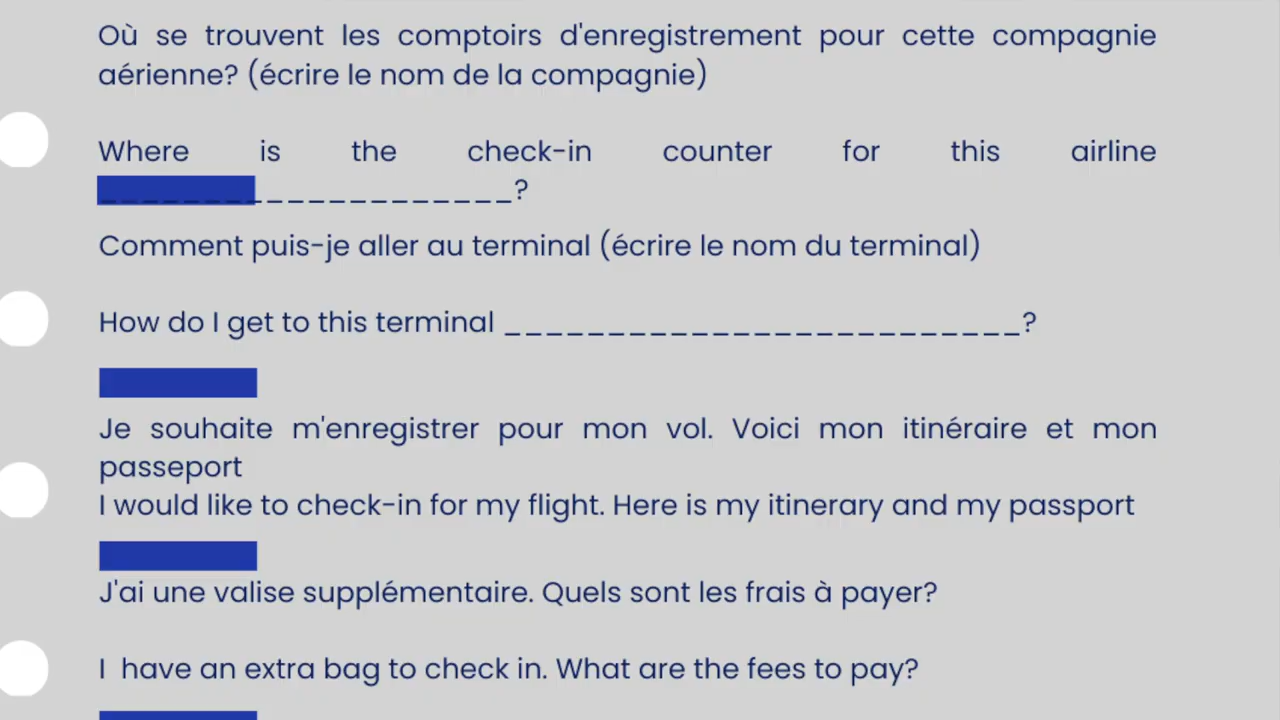 Où se trouvent les comptoirs d'enregistrement pour cette compagnie
aérienne? (écrire le nom de la compagnie)
Where is the check-in counter for this airline
____________________?
Comment puis-je aller au terminal (écrire le nom du terminal)
How do I get to this terminal _________________________?
Je souhaite m'enregistrer pour mon vol. Voici mon itinéraire et mon
passeport
I would like to check-in for my flight. Here is my itinerary and my passport
J'ai une valise supplémentaire. Quels sont les frais à payer?
I have an extra bag to check in. What are the fees to pay?